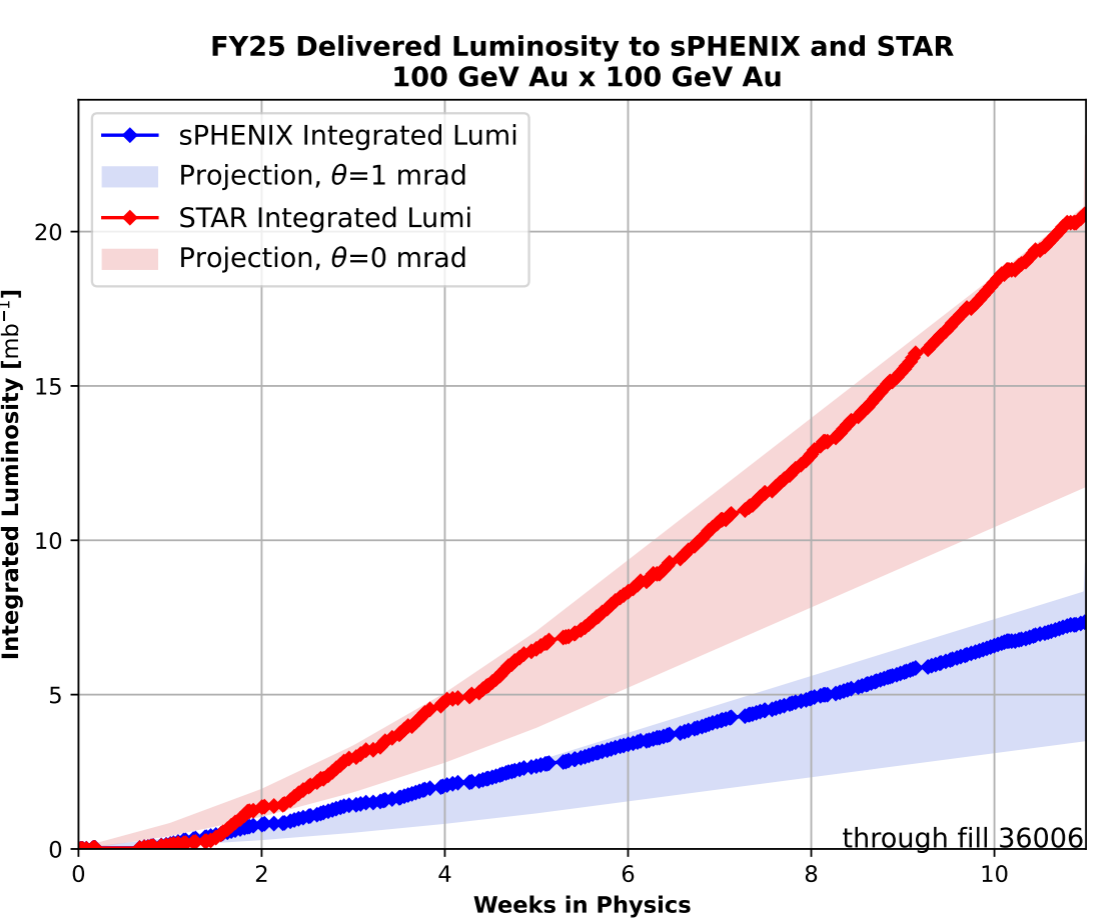 FY25 Delivered Luminosity to sPHENIX and STAR
100 GeV Au x 100 GeV Au
sPHENIX Integrated Lumi
Projection, θ=1 mrad
STAR Integrated Lumi
Projection, θ=0 mrad
Integrated Luminosity [mb⁻¹]
20
15
10
5
0
through fill 36006
0 2 4 6 8 10
Weeks in Physics